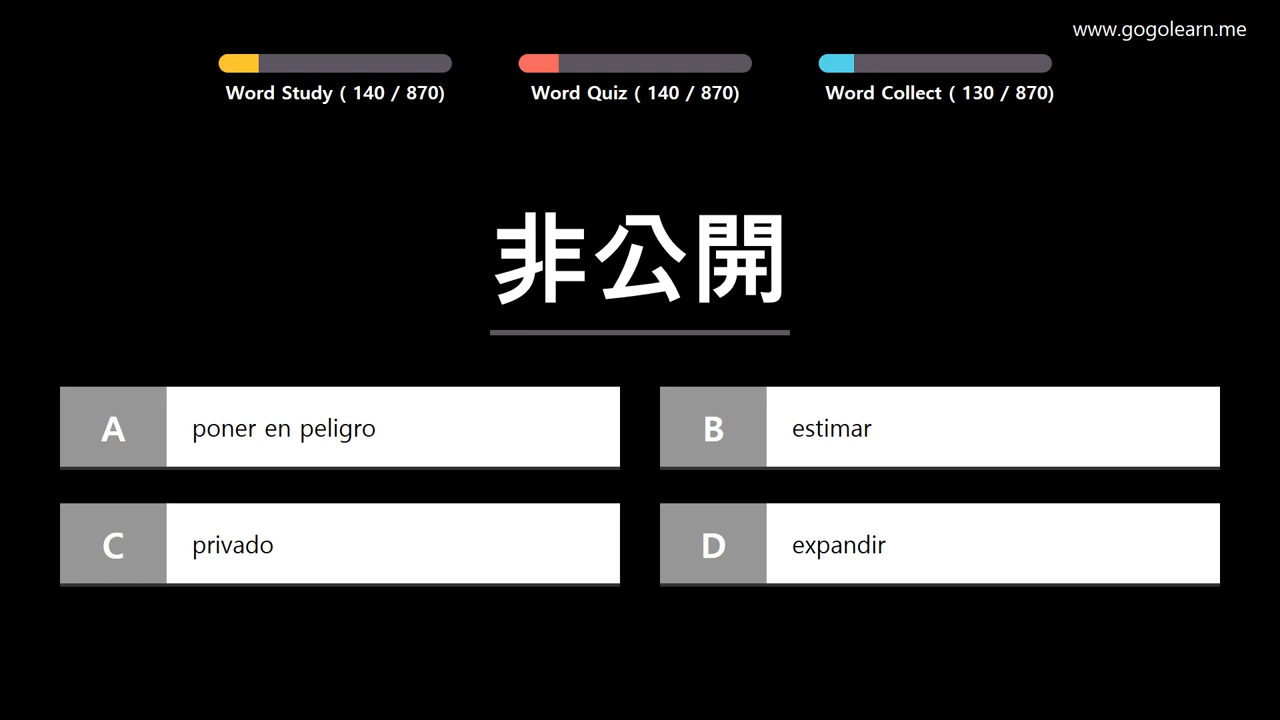 www.gogolearn.me
Word Study ( 140 / 870)
Word Quiz ( 140 / 870)
Word Collect ( 130 / 870)
非公開
A poner en peligro
B estimar
C privado
D expandir